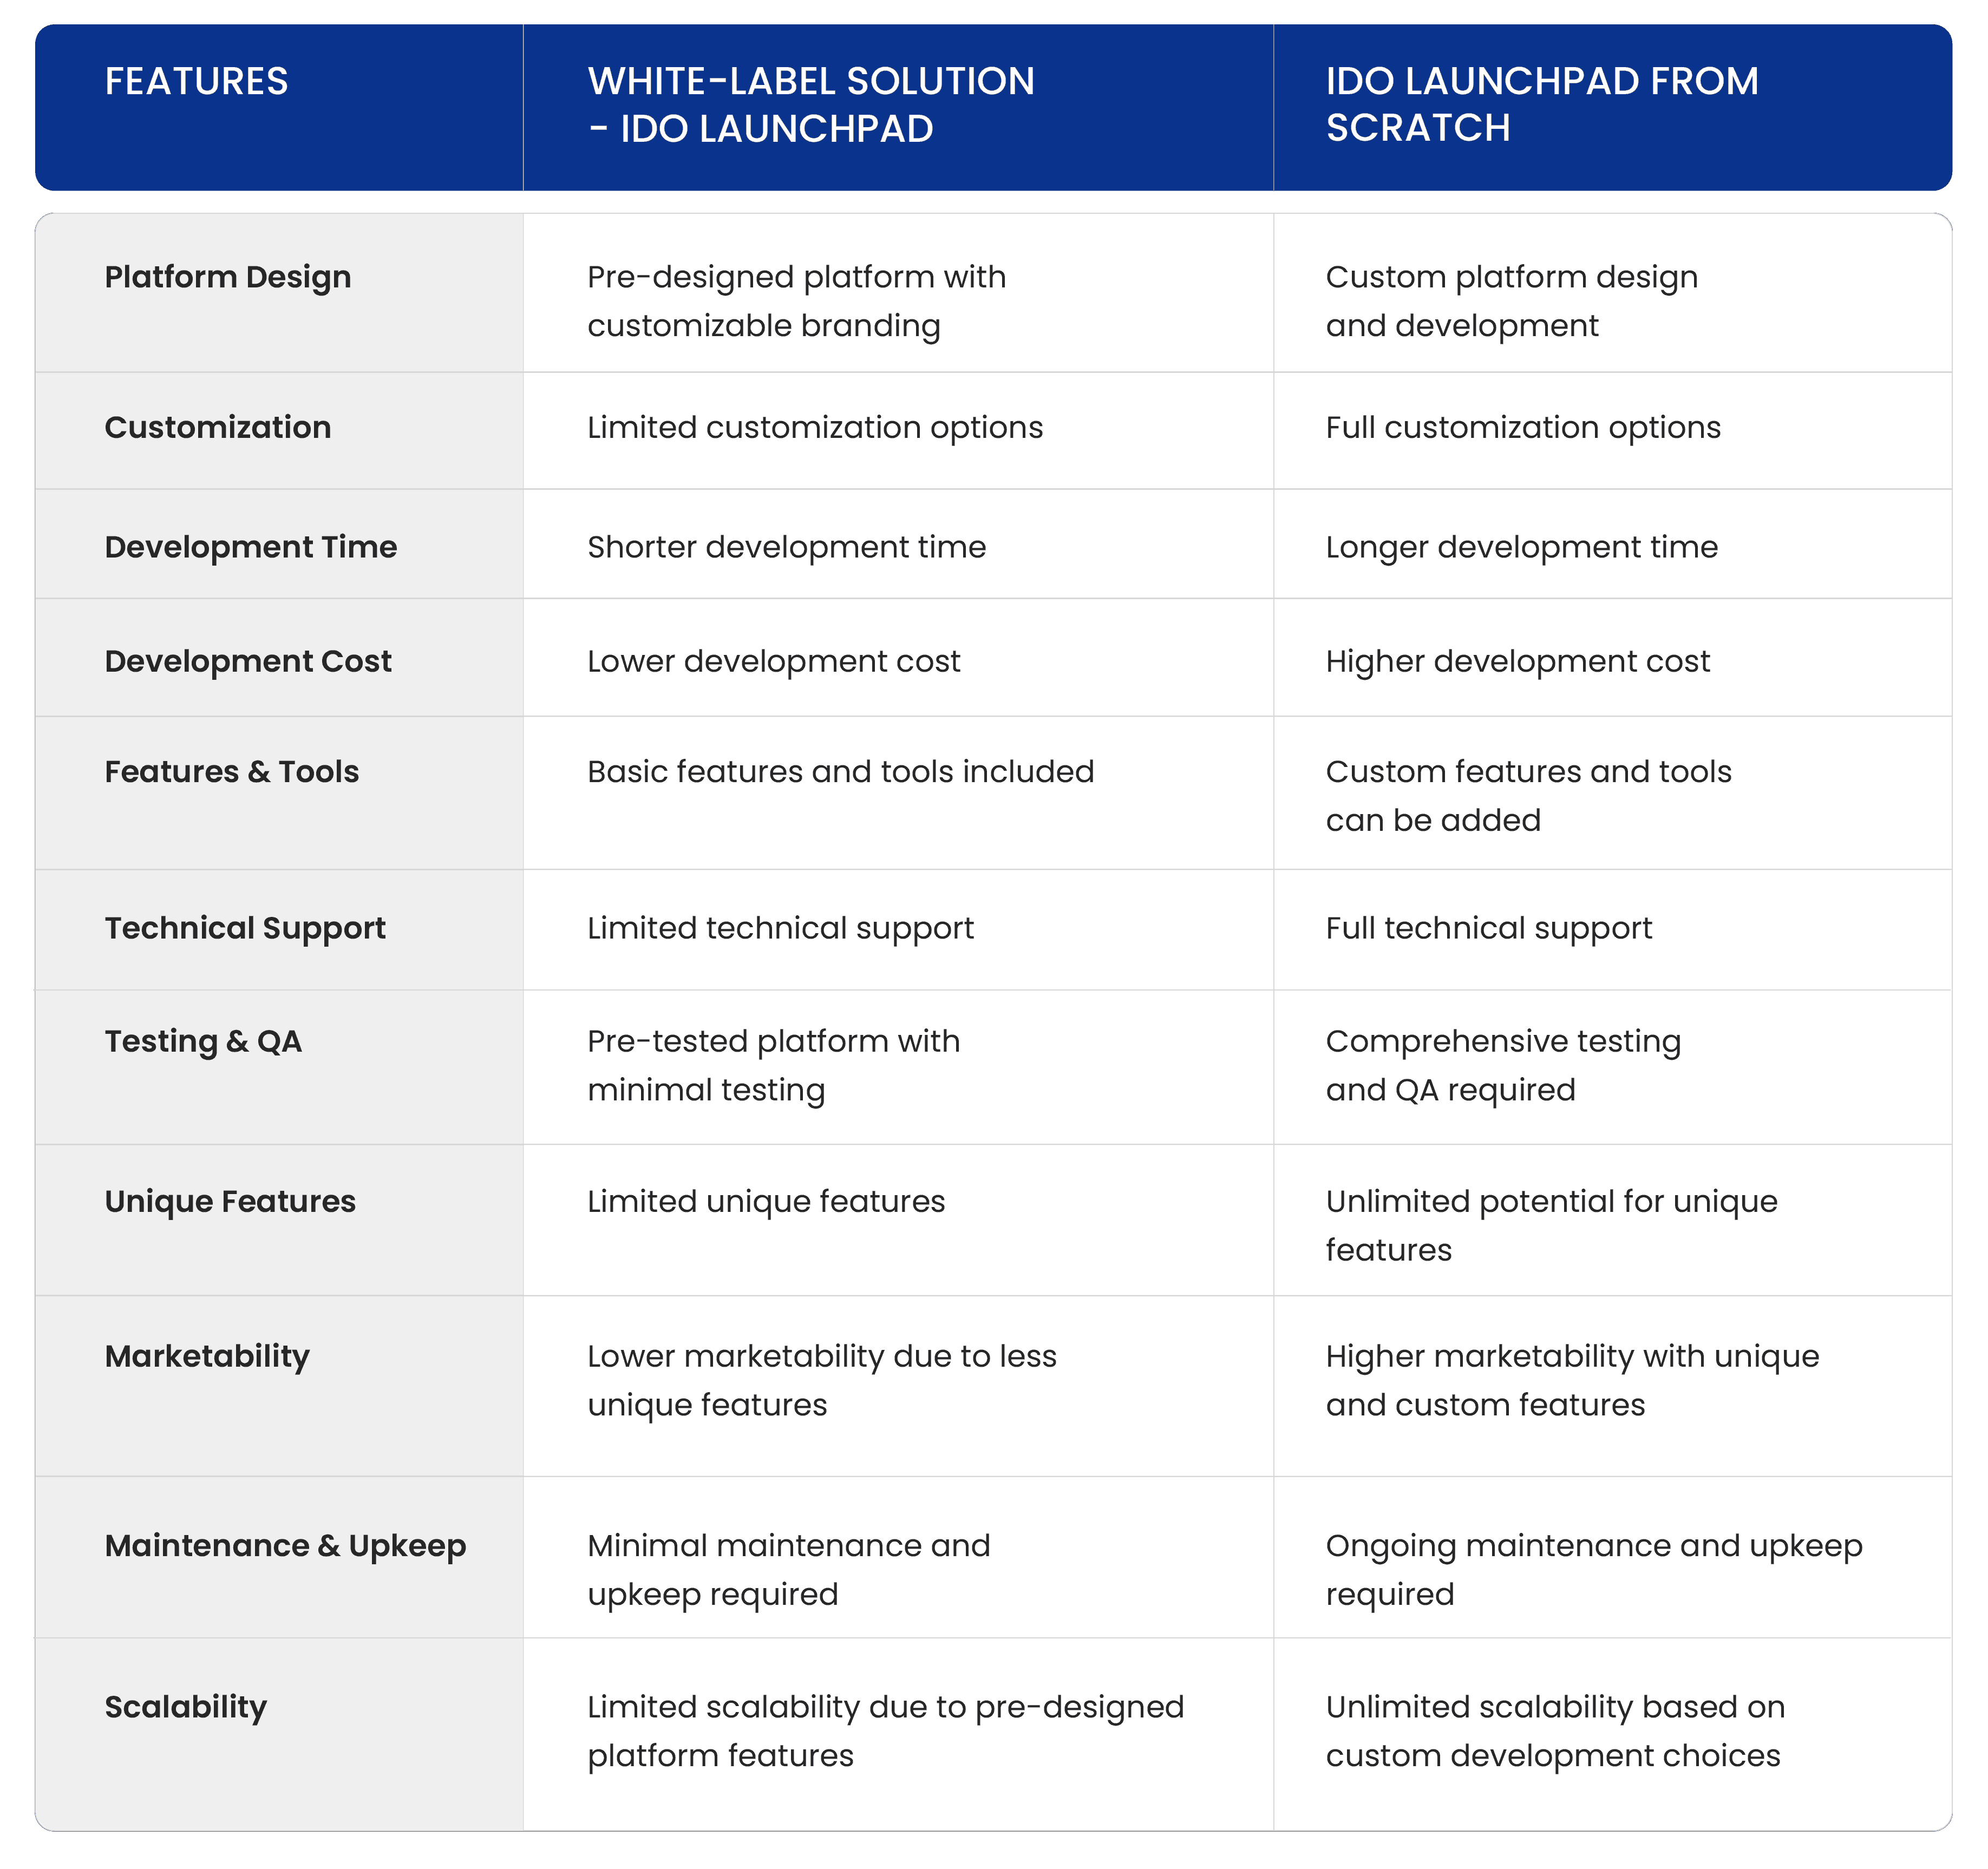 FEATURES
WHITE-LABEL SOLUTION
- IDO LAUNCHPAD
IDO LAUNCHPAD FROM
SCRATCH
Platform Design
Pre-designed platform with
customizable branding
Custom platform design
and development
Customization
Limited customization options
Full customization options
Development Time
Shorter development time
Longer development time
Development Cost
Lower development cost
Higher development cost
Features & Tools
Basic features and tools included
Custom features and tools
can be added
Technical Support
Limited technical support
Full technical support
Testing & QA
Pre-tested platform with
minimal testing
Comprehensive testing
and QA required
Unique Features
Limited unique features
Unlimited potential for unique
features
Marketability
Lower marketability due to less
unique features
Higher marketability with unique
and custom features
Maintenance & Upkeep
Minimal maintenance and
upkeep required
Ongoing maintenance and upkeep
required
Scalability
Limited scalability due to pre-designed
platform features
Unlimited scalability based on
custom development choices